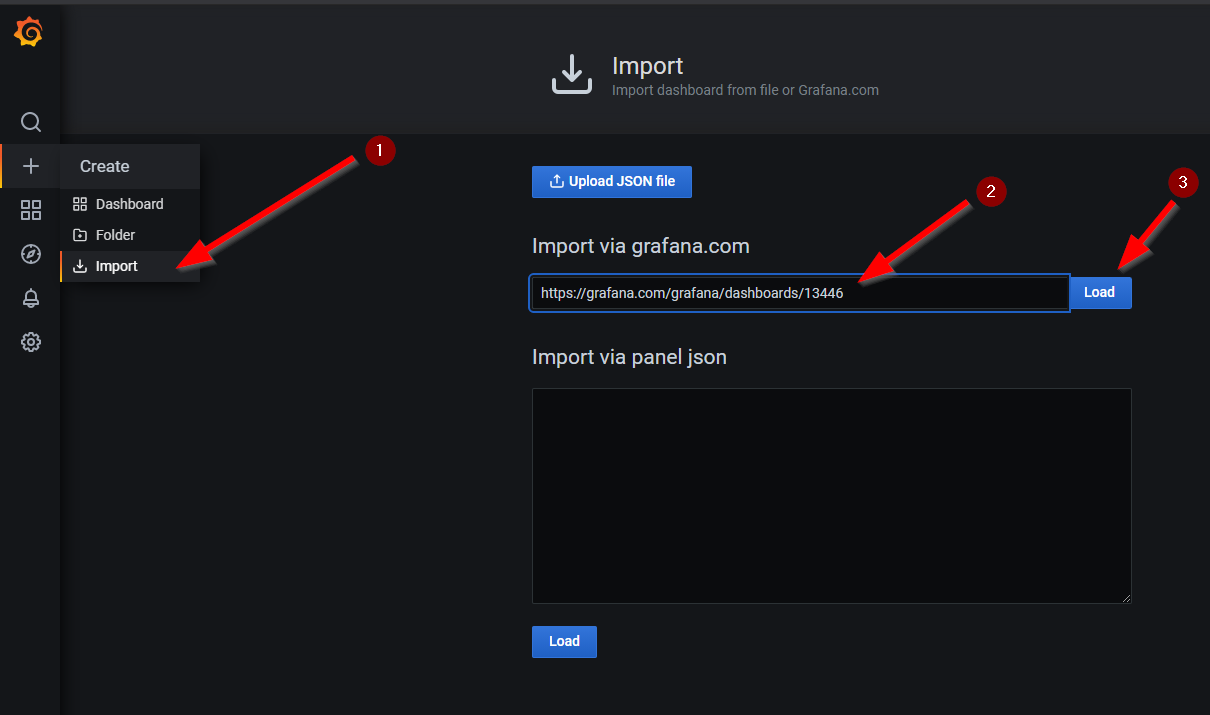 Import
Import dashboard from file or Grafana.com
1
Create
Upload JSON file
2
3
Dashboard
Folder
Import via grafana.com
Import
https://grafana.com/grafana/dashboards/13446
Load
Import via panel json
Load